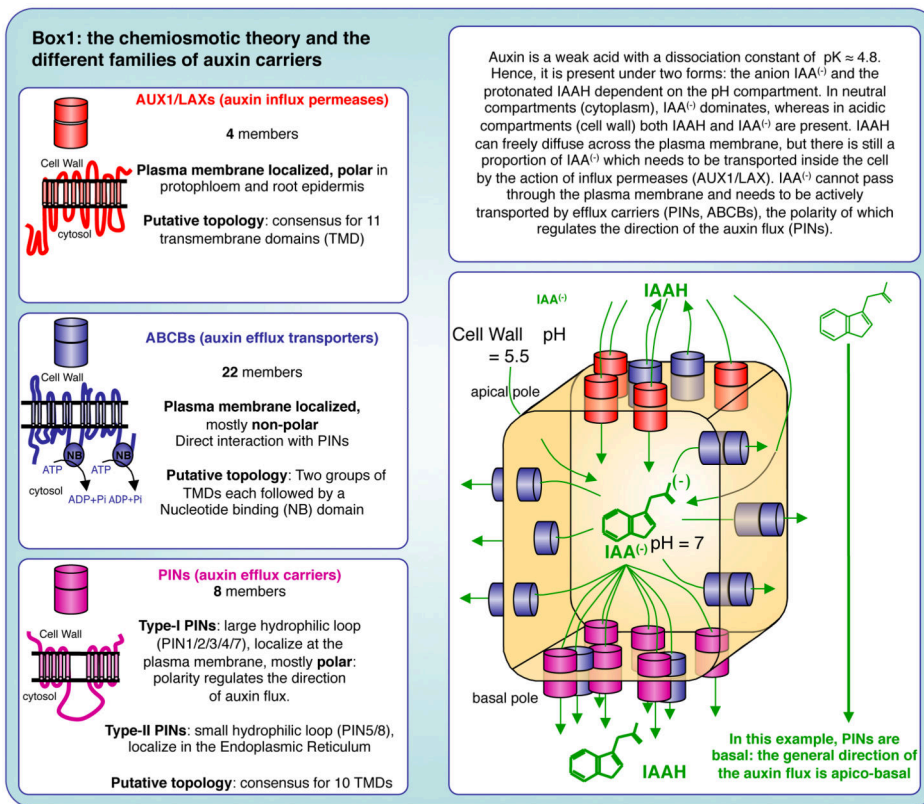 Box1: the chemiosmotic theory and the
different families of auxin carriers
AUX1/LAXs (auxin influx permeases)
4 members
Cell Wall
Plasma membrane localized, polar in
protophloem and root epidermis
Putative topology: consensus for 11
transmembrane domains (TMD)
cytosol
ABCBs (auxin efflux transporters)
22 members
Cell Wall
Plasma membrane localized,
mostly non-polar
Direct interaction with PINs
NB
NB
ATP
ATP
cytosol
ADP+Pi
ADP+Pi
Putative topology: Two groups of
TMDs each followed by a
Nucleotide binding (NB) domain
PINs (auxin efflux carriers)
8 members
Cell Wall
cytosol
Type-I PINs: large hydrophilic loop
(PIN1/2/3/4/7), localize at the
plasma membrane, mostly polar:
polarity regulates the direction
of auxin flux.
Type-II PINs: small hydrophilic loop (PIN5/8),
localize in the Endoplasmic Reticulum
Putative topology: consensus for 10 TMDs
Auxin is a weak acid with a dissociation constant of pK ≈ 4.8.
Hence, it is present under two forms: the anion IAA(-) and the
protonated IAAH dependent on the pH compartment. In neutral
compartments (cytoplasm), IAA(-) dominates, whereas in acidic
compartments (cell wall) both IAAH and IAA(-) are present. IAAH
can freely diffuse across the plasma membrane, but there is still a
proportion of IAA(-) which needs to be transported inside the cell
by the action of influx permeases (AUX1/LAX). IAA(-) cannot pass
through the plasma membrane and needs to be actively
transported by efflux carriers (PINs, ABCBs), the polarity of which
regulates the direction of the auxin flux (PINs).
IAA(-)
IAAH
Cell Wall pH
= 5.5
apical pole
(-)
IAA(-)
pH = 7
basal pole
IAAH
In this example, PINs are
basal: the general direction of
the auxin flux is apico-basal